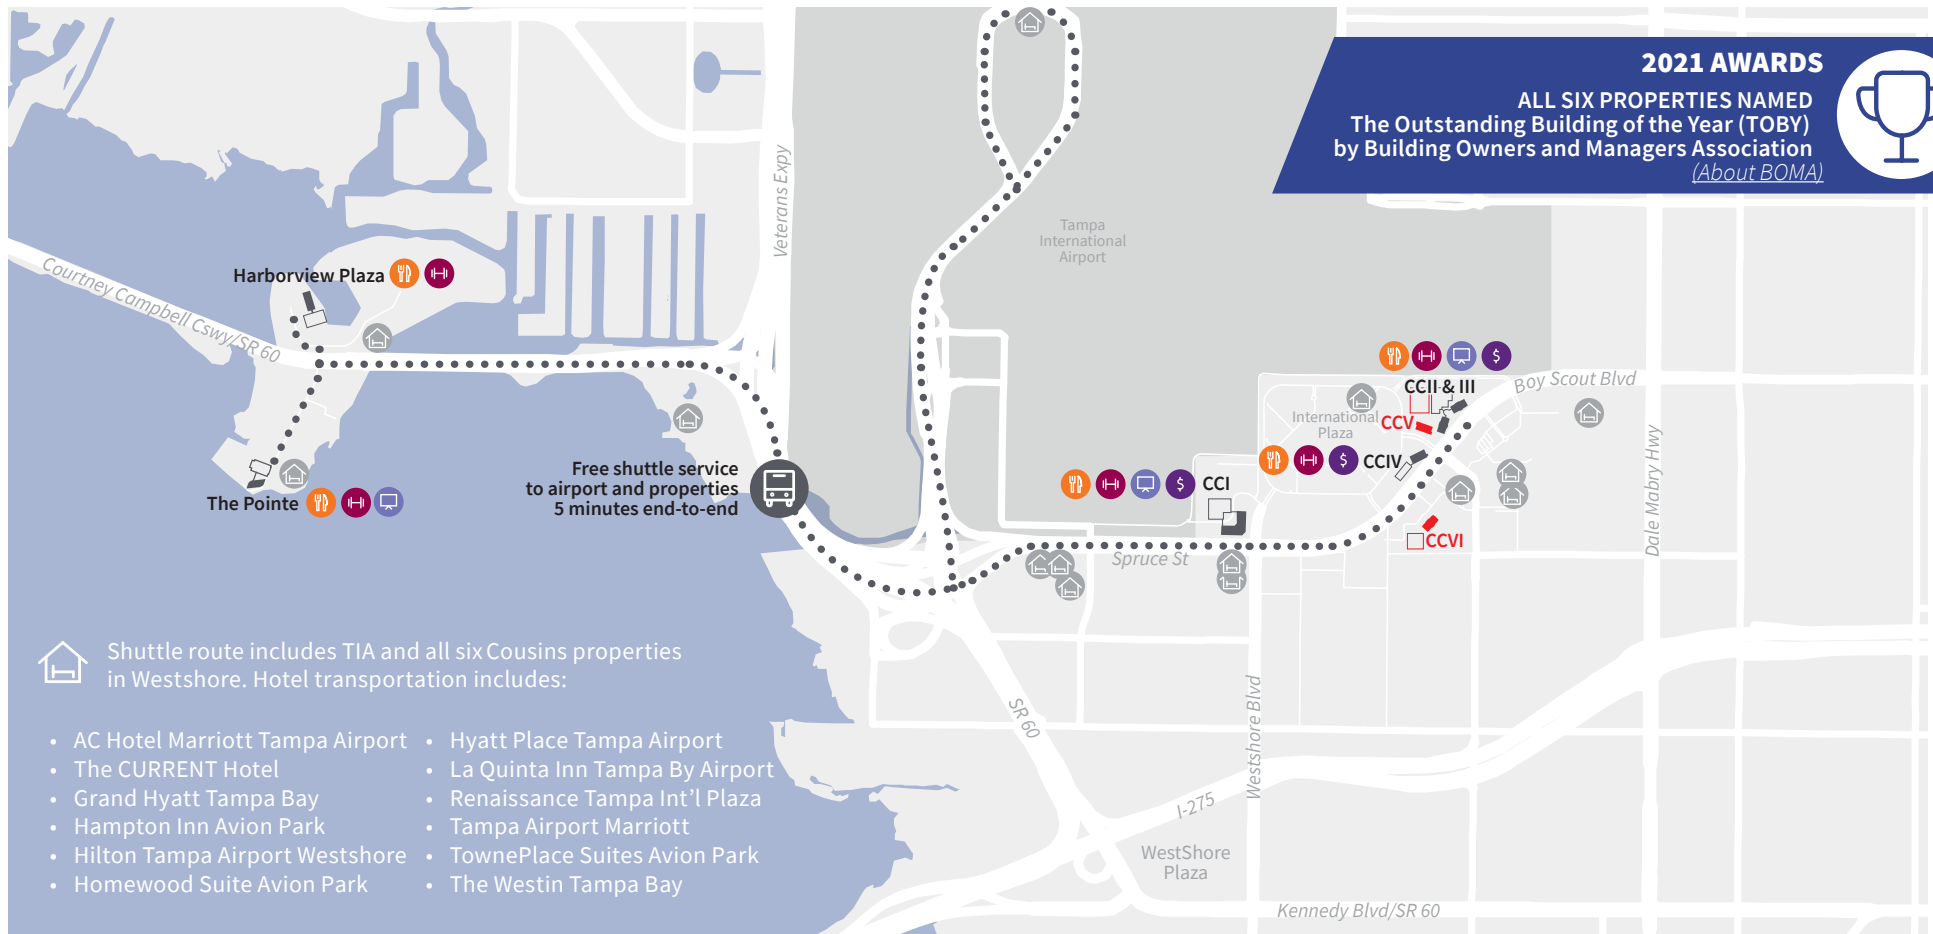 2021 AWARDS
ALL SIX PROPERTIES NAMED
The Outstanding Building of the Year (TOBY)
by Building Owners and Managers Association
(About BOMA)
Veterans Expy
Tampa
International
Airport
Courtney Campbell Cswy/SR 60
Harborview Plaza
The Pointe
Free shuttle service
to airport and properties
5 minutes end-to-end
$
CCII & III
Boy Scout Blvd
International
Plaza
CCV
$
CCIV
$
CCI
CCVI
Spruce St
Dale Mabry Hwy
Westshore Blvd
SR 60
I-275
WestShore
Plaza
Kennedy Blvd/SR 60
Shuttle route includes TIA and all six Cousins properties
in Westshore. Hotel transportation includes:
• AC Hotel Marriott Tampa Airport
• The CURRENT Hotel
• Grand Hyatt Tampa Bay
• Hampton Inn Avion Park
• Hilton Tampa Airport Westshore
• Homewood Suite Avion Park
• Hyatt Place Tampa Airport
• La Quinta Inn Tampa By Airport
• Renaissance Tampa Int’l Plaza
• Tampa Airport Marriott
• TownePlace Suites Avion Park
• The Westin Tampa Bay